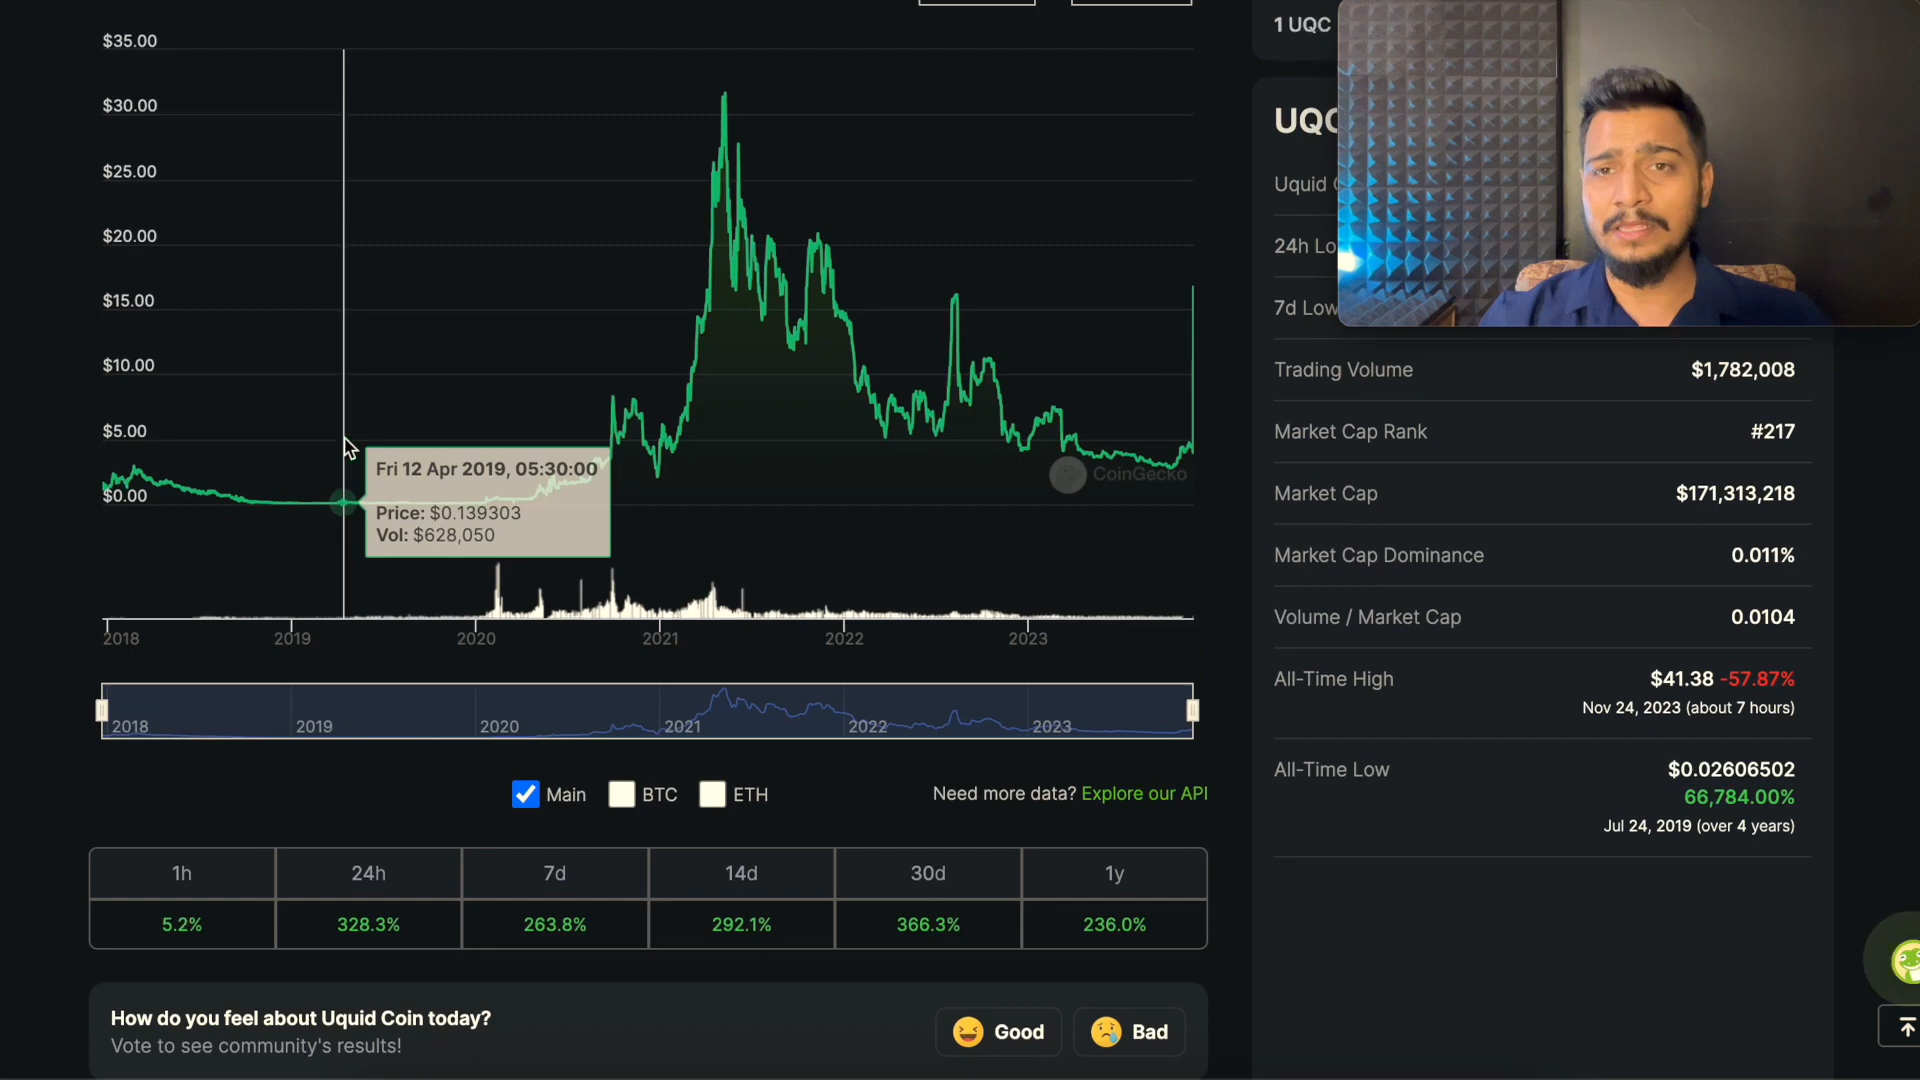 $35.00
$30.00
$25.00
$20.00
$15.00
$10.00
$5.00
$0.00
Fri 12 Apr 2019, 05:30:00
Price: $0.139303
Vol: $628,050
CoinGecko
2018 2019 2020 2021 2022 2023
2018 2019 2020 2021 2022 2023
Main BTC ETH
Need more data? Explore our API
1h 24h 7d 14d 30d 1y
5.2% 328.3% 263.8% 292.1% 366.3% 236.0%
How do you feel about Uquid Coin today?
Vote to see community's results!
Good Bad
1 UQC
UQC
Uquid
24h Lo
7d Low
Trading Volume $1,782,008
Market Cap Rank #217
Market Cap $171,313,218
Market Cap Dominance 0.011%
Volume / Market Cap 0.0104
All-Time High $41.38 -57.87%
Nov 24, 2023 (about 7 hours)
All-Time Low $0.02606502
66,784.00%
Jul 24, 2019 (over 4 years)